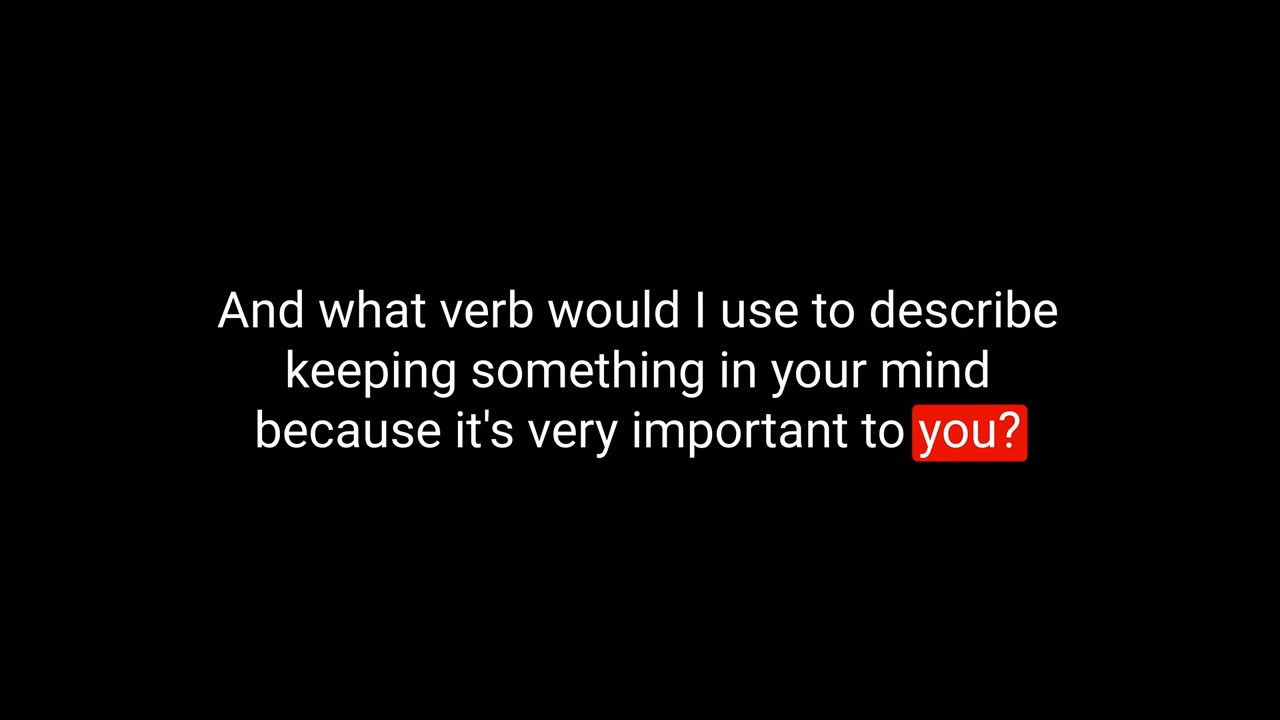 And what verb would I use to describe
keeping something in your mind
because it's very important to you?